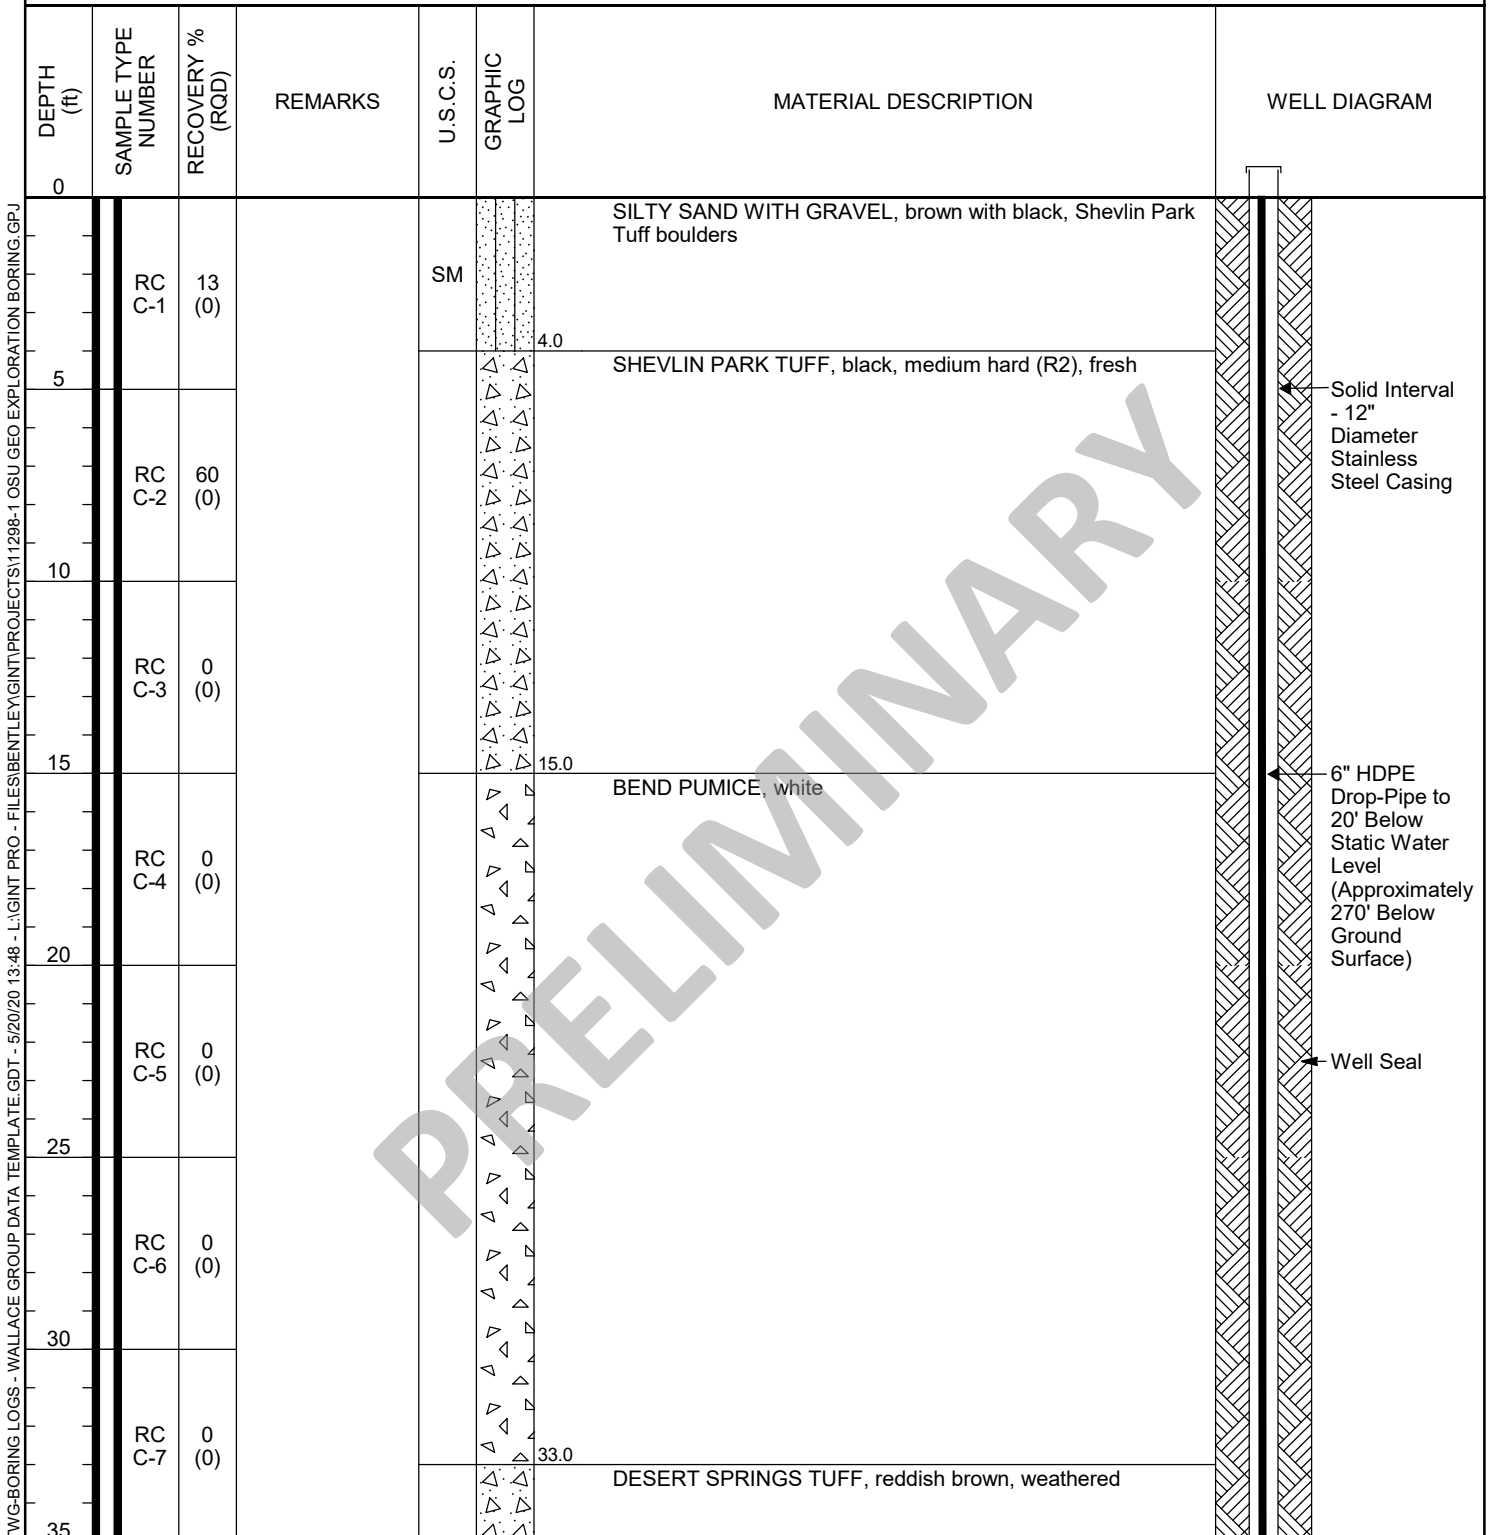 DEPTH
(ft)
SAMPLE TYPE
NUMBER
RECOVERY %
(RQD)
REMARKS
U.S.C.S.
GRAPHIC
LOG
MATERIAL DESCRIPTION
WELL DIAGRAM
0
SILTY SAND WITH GRAVEL, brown with black, Shevlin Park
Tuff boulders
RC
C-1
13
(0)
SM
4.0
SHEVLIN PARK TUFF, black, medium hard (R2), fresh
5
Solid Interval
- 12"
Diameter
Stainless
Steel Casing
RC
C-2
60
(0)
10
RC
C-3
0
(0)
15
15.0
BEND PUMICE, white
6" HDPE
Drop-Pipe to
20' Below
Static Water
Level
(Approximately
270' Below
Ground
Surface)
RC
C-4
0
(0)
20
RC
C-5
0
(0)
Well Seal
25
RC
C-6
0
(0)
30
RC
C-7
0
(0)
33.0
DESERT SPRINGS TUFF, reddish brown, weathered
35
PRELIMINARY
TWG-BORING LOGS - WALLACE GROUP DATA TEMPLATE.GDT - 5/20/20 13:48 - L:\GINT PRO - FILES\BENTLEY\GINT\PROJECTS\11298-1 OSU GEO EXPLORATION BORING.GPJ